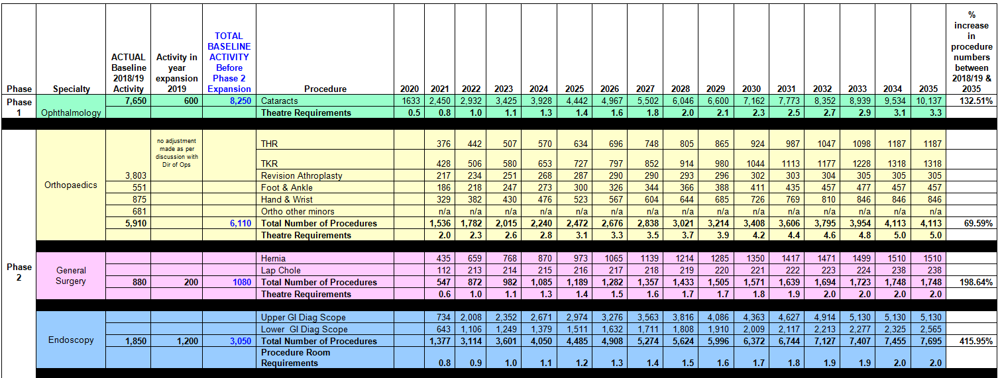 Phase Specialty ACTUAL Baseline 2018/19 Activity Activity in year expansion 2019 TOTAL BASELINE ACTIVITY Before Phase 2 Expansion Procedure 2020 2021 2022 2023 2024 2025 2026 2027 2028 2029 2030 2031 2032 2033 2034 2035 % increase in procedure numbers between 2018/19 & 2035
Phase 1 Ophthalmology 7,650 600 8,250 Cataracts 1633 2,450 2,932 3,425 3,928 4,442 4,967 5,502 6,046 6,600 7,162 7,773 8,352 8,939 9,534 10,137 132.51%
Theatre Requirements 0.5 0.8 1.0 1.1 1.3 1.4 1.6 1.8 2.0 2.1 2.3 2.5 2.7 2.9 3.1 3.3
Phase 2
Orthopaedics
no adjustment made as per discussion with Dir of Ops
THR 376 442 507 570 634 696 748 805 865 924 987 1047 1098 1187 1187
TKR 428 506 580 653 727 797 852 914 980 1044 1113 1177 1228 1318 1318
3,803 Revision Athroplasty 217 234 251 268 287 290 290 293 296 302 303 304 305 305 305
551 Foot & Ankle 186 218 247 273 300 326 344 366 388 411 435 457 477 457 457
875 Hand & Wrist 329 382 430 476 523 567 604 644 685 726 769 810 846 846 846
681 Ortho other minors n/a n/a n/a n/a n/a n/a n/a n/a n/a n/a n/a n/a n/a n/a n/a
5,910 6,110 Total Number of Procedures 1,536 1,782 2,015 2,240 2,472 2,676 2,838 3,021 3,214 3,408 3,606 3,795 3,954 4,113 4,113 69.59%
Theatre Requirements 2.0 2.3 2.6 2.8 3.1 3.3 3.5 3.7 3.9 4.2 4.4 4.6 4.8 5.0 5.0
General Surgery
Hernia 435 659 768 870 973 1065 1139 1214 1285 1350 1417 1471 1499 1510 1510
Lap Chole 112 213 214 215 216 217 218 219 220 221 222 223 224 238 238
880 200 1080 Total Number of Procedures 547 872 982 1,085 1,189 1,282 1,357 1,433 1,505 1,571 1,639 1,694 1,723 1,748 1,748 198.64%
Theatre Requirements 0.6 1.0 1.1 1.3 1.4 1.5 1.6 1.7 1.7 1.8 1.9 2.0 2.0 2.0 2.0
Endoscopy
Upper GI Diag Scope 734 2,008 2,352 2,671 2,974 3,276 3,563 3,816 4,086 4,363 4,627 4,914 5,130 5,130 5,130
Lower GI Diag Scope 643 1,106 1,249 1,379 1,511 1,632 1,711 1,808 1,910 2,009 2,117 2,213 2,277 2,325 2,565
1,850 1,200 3,050 Total Number of Procedures 1,377 3,114 3,601 4,050 4,485 4,908 5,274 5,624 5,996 6,372 6,744 7,127 7,407 7,455 7,695 415.95%
Procedure Room Requirements 0.8 0.9 1.0 1.1 1.2 1.3 1.4 1.5 1.6 1.7 1.8 1.9 1.9 2.0 2.0